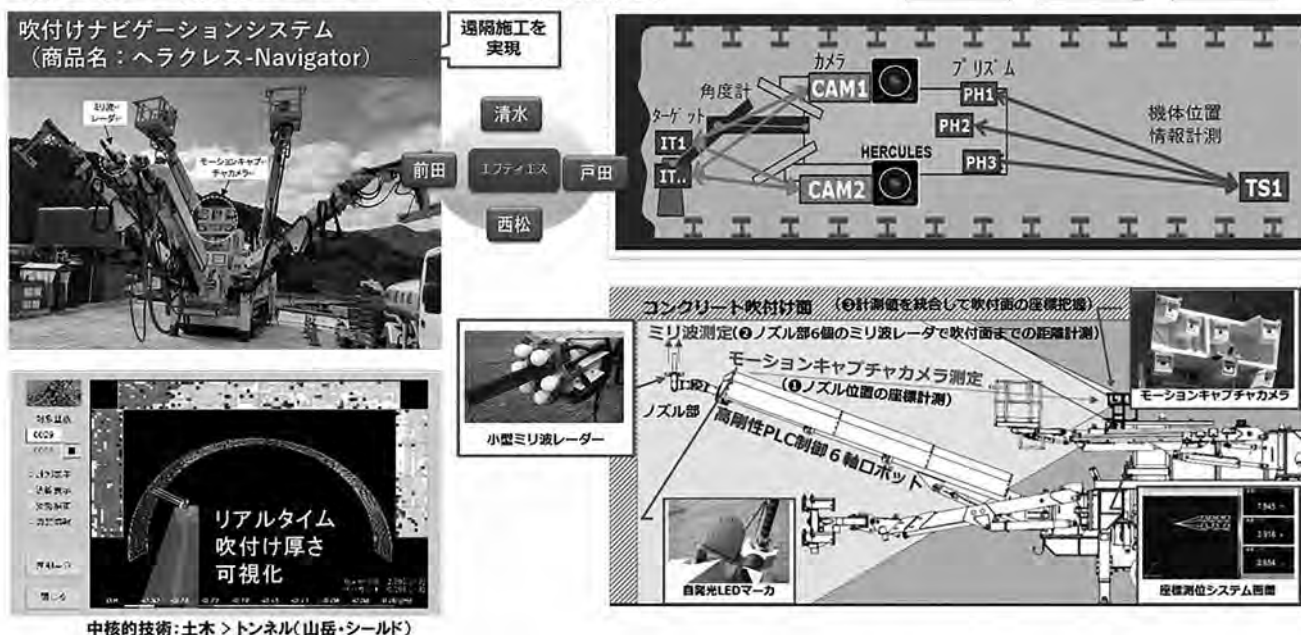 吹付けナビゲーションシステム
(商品名：ヘラクレス-Navigator)
遠隔施工を
実現
ミリ波
レーダー
モーションキャプ
チャカメラ
清水
前田
エフティエス
戸田
西松
カメラ
プリズム
角度計
ターゲット
CAM1
PH1
IT1
PH2
機体位置
情報計測
HERCULES
PH3
IT..
CAM2
TS1
コンクリート吹付け面
(❸計測値を統合して吹付面の座標把握)
ミリ波測定(❷ノズル部6個のミリ波レーダで吹付面までの距離計測)
モーションキャプチャカメラ測定
(❶ノズル位置の座標計測)
モーションキャプチャカメラ
ノズル部
高剛性PLC制御６軸ロボット
小型ミリ波レーダー
自発光LEDマーカ
座標測位システム画面
0029
リアルタイム
吹付け厚さ
可視化
閉じる
中核的技術：土木 > トンネル(山岳・シールド)